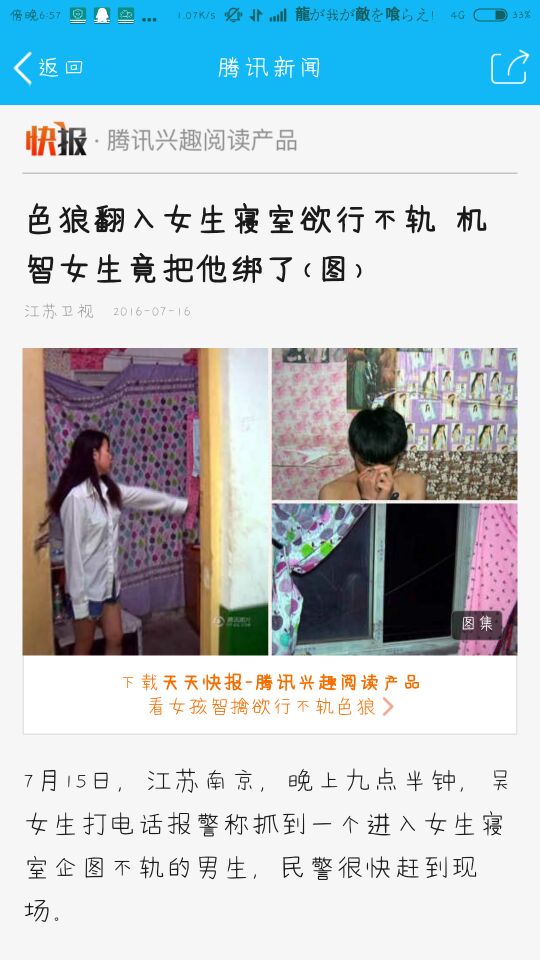 傍晚6:57 ... 1.07K/s 龍が我が敵を喰らえ! 4G 33%
返回 腾讯新闻
快报 · 腾讯兴趣阅读产品
色狼翻入女生寝室欲行不轨 机
智女生竟把他绑了(图)
江苏卫视 2016-07-16
腾讯图片
图集
下载天天快报-腾讯兴趣阅读产品
看女孩智擒欲行不轨色狼
7月15日，江苏南京，晚上九点半钟，吴
女生打电话报警称抓到一个进入女生寝
室企图不轨的男生，民警很快赶到现
场。